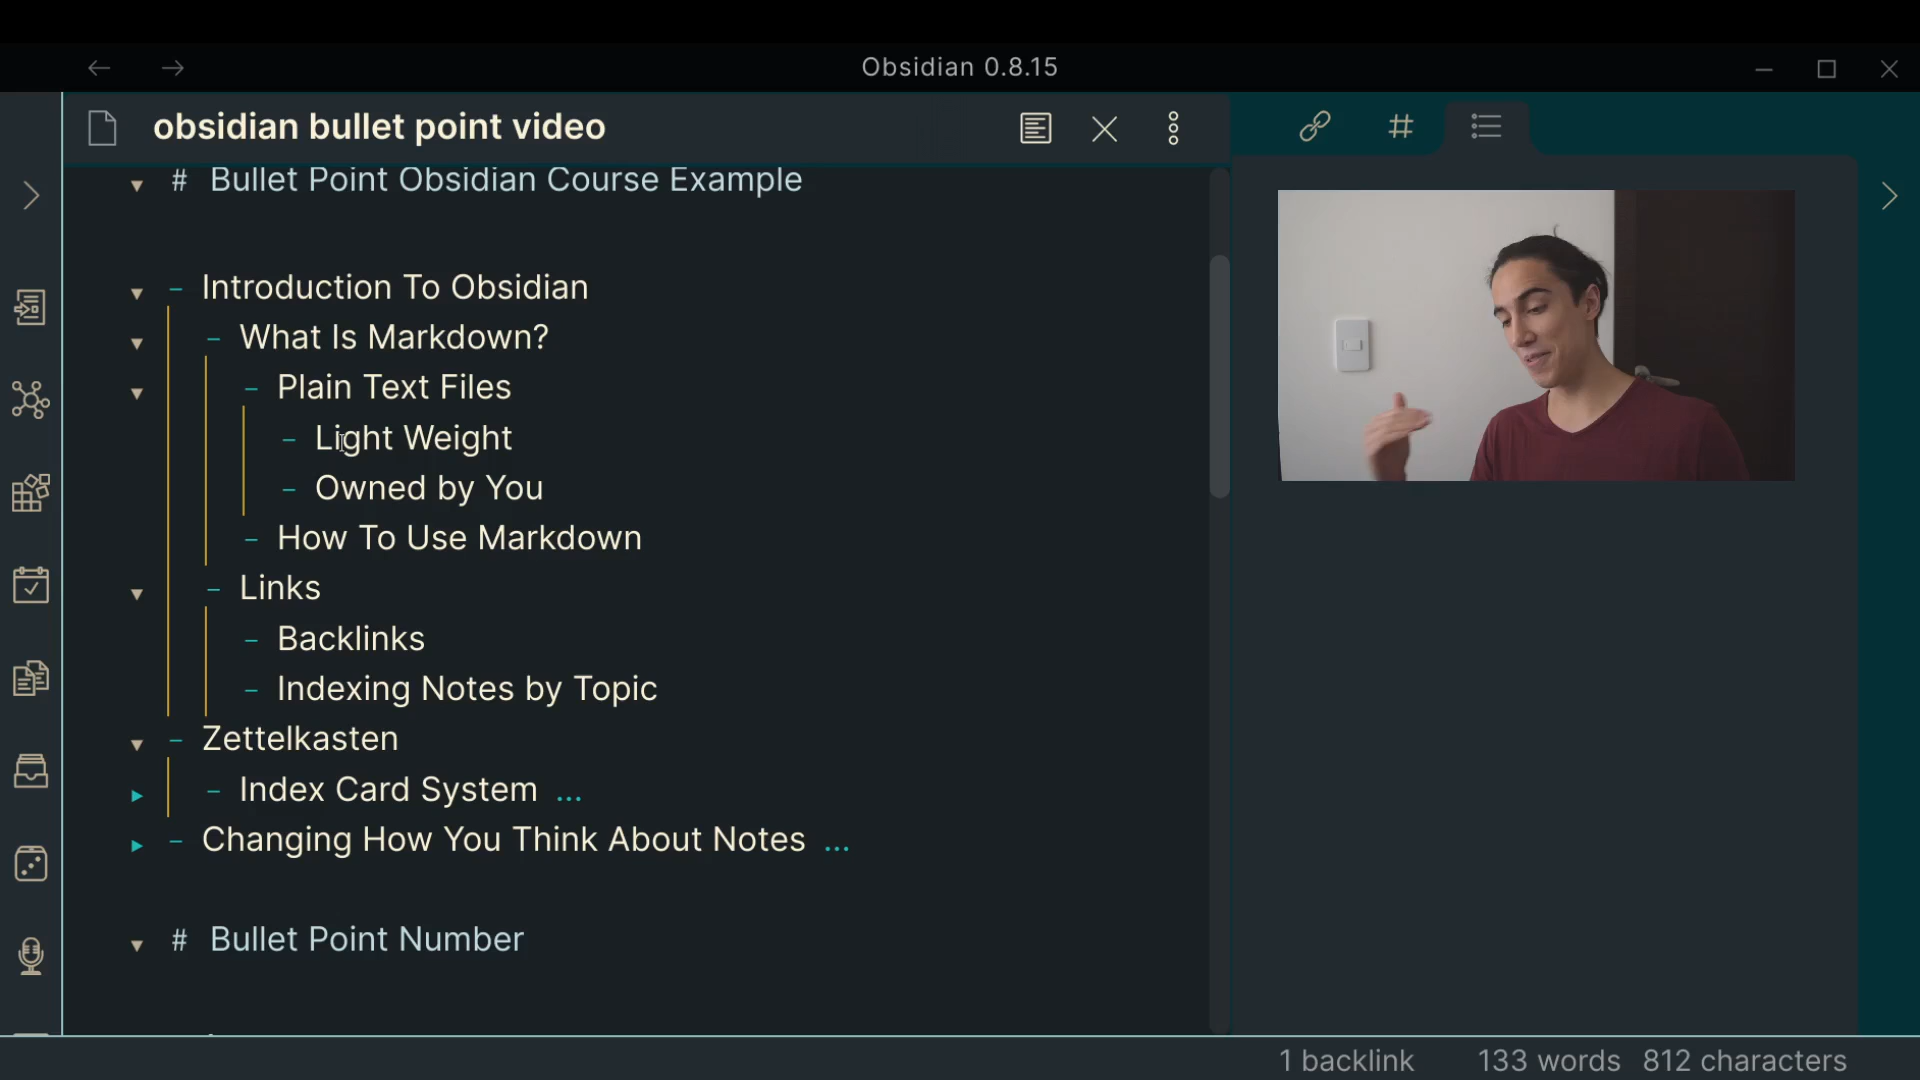 Obsidian 0.8.15
obsidian bullet point video
# Bullet Point Obsidian Course Example
- Introduction To Obsidian
- What Is Markdown?
- Plain Text Files
- Light Weight
- Owned by You
- How To Use Markdown
- Links
- Backlinks
- Indexing Notes by Topic
- Zettelkasten
- Index Card System ...
- Changing How You Think About Notes ...
# Bullet Point Number
1 backlink 133 words 812 characters